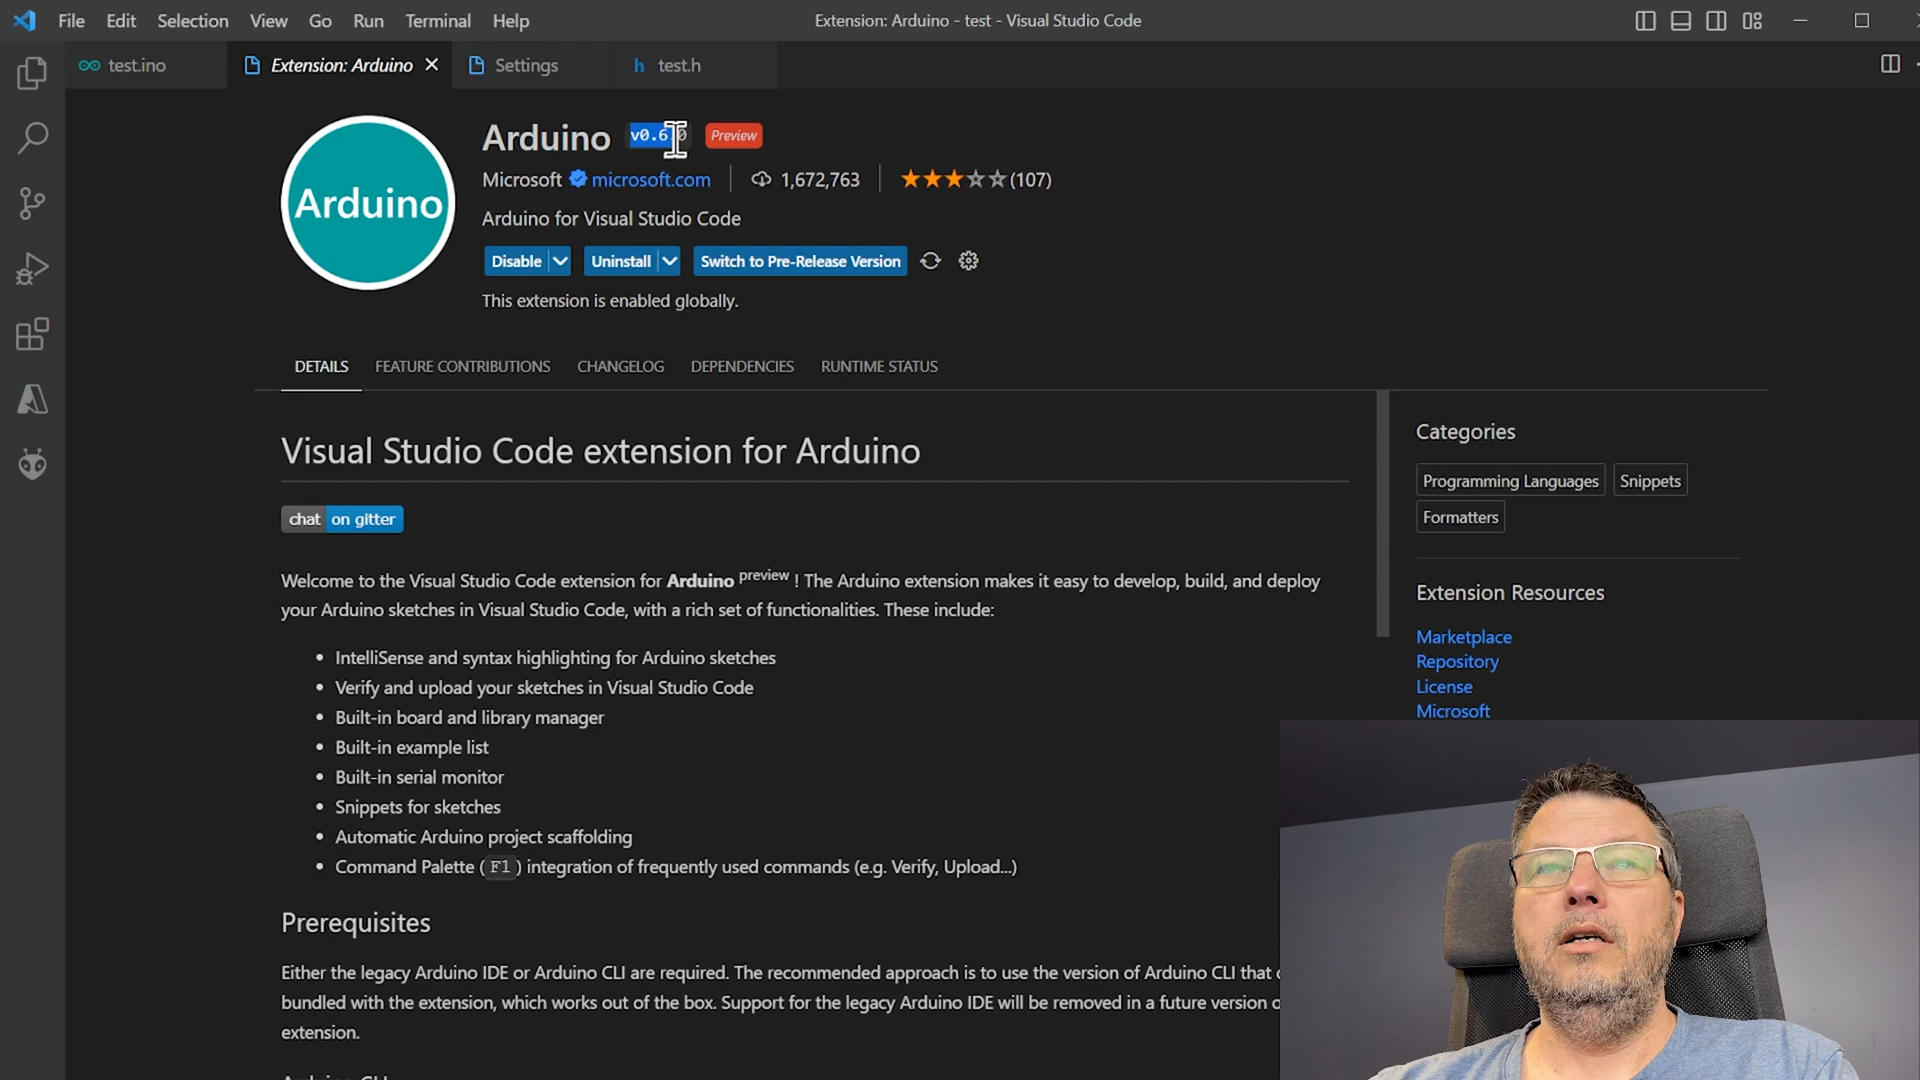 File Edit Selection View Go Run Terminal Help
Extension: Arduino - test - Visual Studio Code
test.ino
Extension: Arduino
Settings
h test.h
Arduino
Arduino
Preview
Microsoft microsoft.com
1,672,763
(107)
Arduino for Visual Studio Code
Disable
Uninstall
Switch to Pre-Release Version
This extension is enabled globally.
DETAILS FEATURE CONTRIBUTIONS CHANGELOG DEPENDENCIES RUNTIME STATUS
Visual Studio Code extension for Arduino
chat on gitter
Welcome to the Visual Studio Code extension for Arduino preview ! The Arduino extension makes it easy to develop, build, and deploy
your Arduino sketches in Visual Studio Code, with a rich set of functionalities. These include:
• IntelliSense and syntax highlighting for Arduino sketches
• Verify and upload your sketches in Visual Studio Code
• Built-in board and library manager
• Built-in example list
• Built-in serial monitor
• Snippets for sketches
• Automatic Arduino project scaffolding
• Command Palette ( F1 ) integration of frequently used commands (e.g. Verify, Upload...)
Prerequisites
Either the legacy Arduino IDE or Arduino CLI are required. The recommended approach is to use the version of Arduino CLI that
bundled with the extension, which works out of the box. Support for the legacy Arduino IDE will be removed in a future version
extension.
Categories
Programming Languages
Snippets
Formatters
Extension Resources
Marketplace
Repository
License
Microsoft